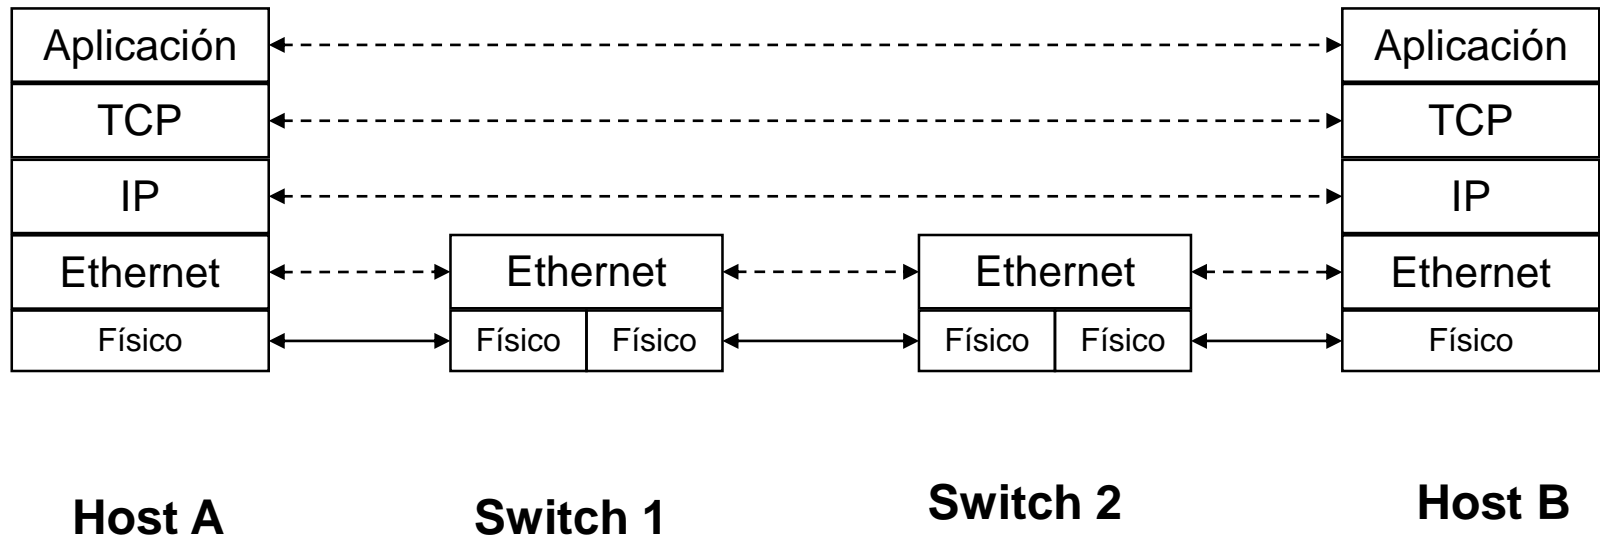 Aplicación
Aplicación
TCP
TCP
IP
IP
Ethernet
Ethernet
Ethernet
Ethernet
Físico
Físico
Físico
Físico
Físico
Físico
Host A
Switch 1
Switch 2
Host B